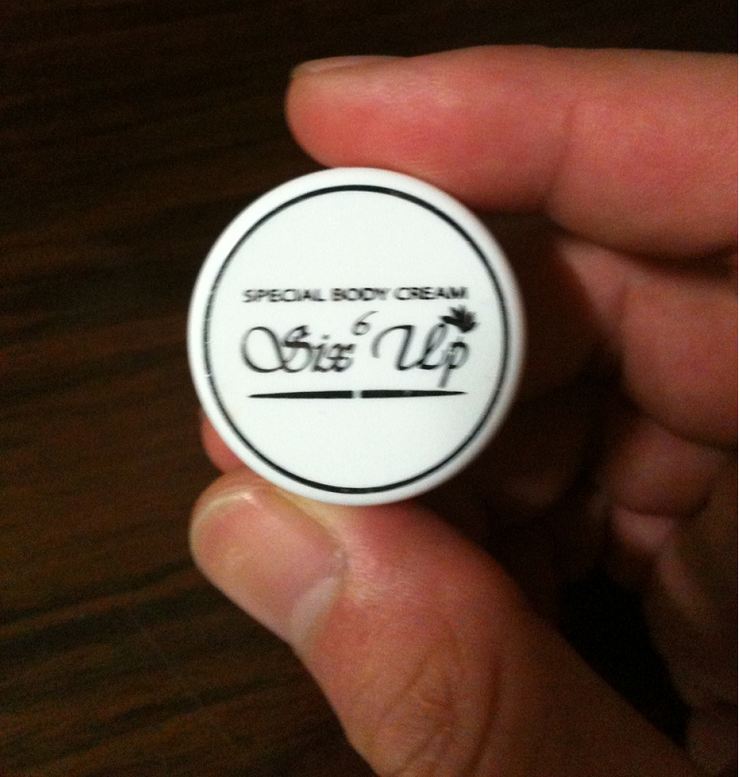 SPECIAL BODY CREAM
Six 6 Up